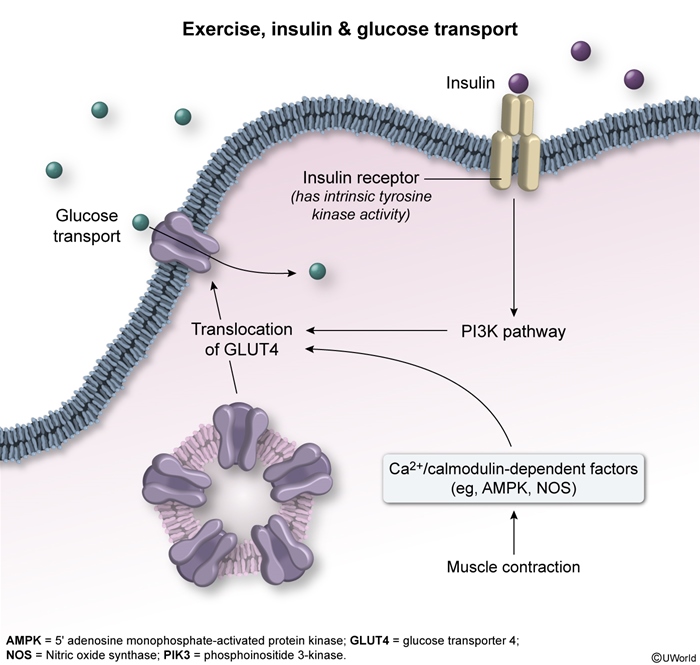 Exercise, insulin & glucose transport
Insulin
Insulin receptor
(has intrinsic tyrosine
kinase activity)
Glucose
transport
Translocation
of GLUT4
PI3K pathway
Ca²⁺/calmodulin-dependent factors
(eg, AMPK, NOS)
Muscle contraction
AMPK = 5' adenosine monophosphate-activated protein kinase; GLUT4 = glucose transporter 4;
NOS = Nitric oxide synthase; PIK3 = phosphoinositide 3-kinase.
©UWorld